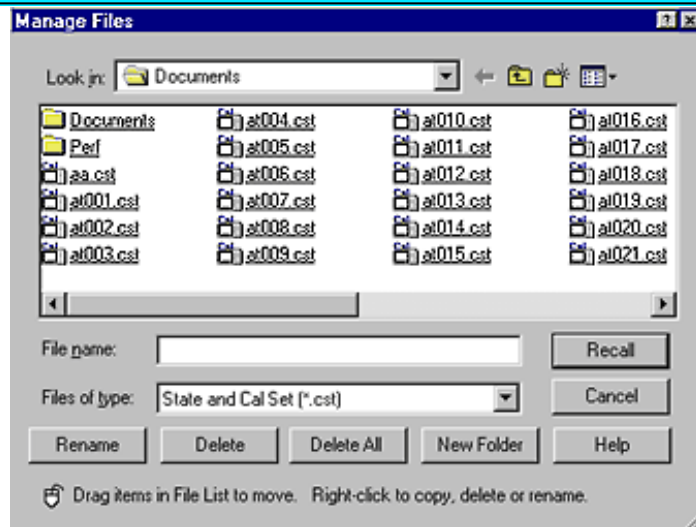 Manage Files
Look in: Documents
Documents at004.cst at010.cst at016.cst
Perf at005.cst at011.cst at017.cst
aa.cst at006.cst at012.cst at018.cst
at001.cst at007.cst at013.cst at019.cst
at002.cst at008.cst at014.cst at020.cst
at003.cst at009.cst at015.cst at021.cst
File name: Recall
Files of type: State and Cal Set (*.cst) Cancel
Rename Delete Delete All New Folder Help
Drag items in File List to move. Right-click to copy, delete or rename.